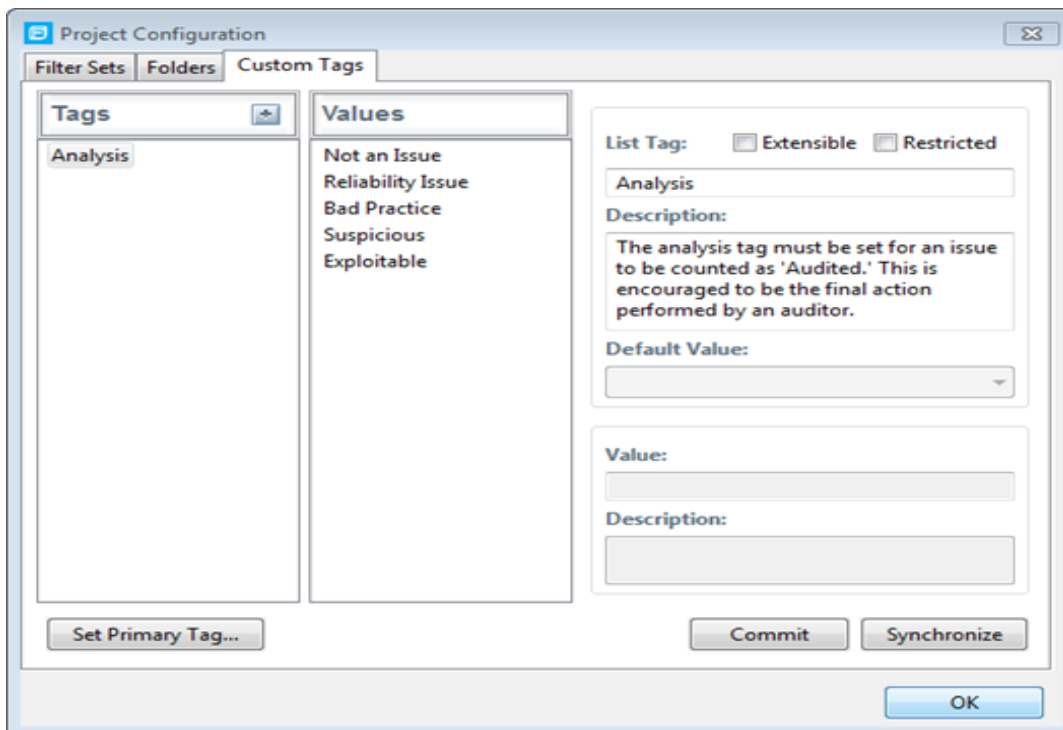 Project Configuration
Filter Sets Folders Custom Tags
Tags
Analysis
Values
Not an Issue
Reliability Issue
Bad Practice
Suspicious
Exploitable
List Tag: Extensible Restricted
Analysis
Description:
The analysis tag must be set for an issue
to be counted as 'Audited.' This is
encouraged to be the final action
performed by an auditor.
Default Value:
Value:
Description:
Set Primary Tag...
Commit
Synchronize
OK